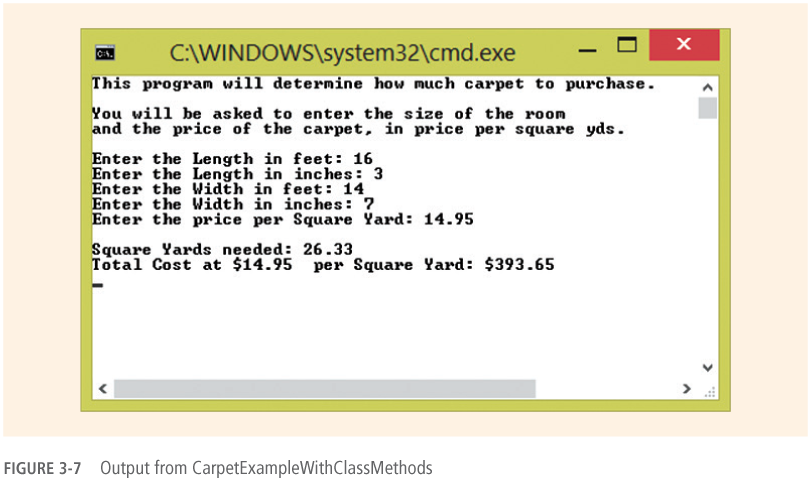 C:\WINDOWS\system32\cmd.exe
This program will determine how much carpet to purchase.
You will be asked to enter the size of the room
and the price of the carpet, in price per square yds.
Enter the Length in feet: 16
Enter the Length in inches: 3
Enter the Width in feet: 14
Enter the Width in inches: 7
Enter the price per Square Yard: 14.95
Square Yards needed: 26.33
Total Cost at $14.95  per Square Yard: $393.65
FIGURE 3-7 Output from CarpetExampleWithClassMethods